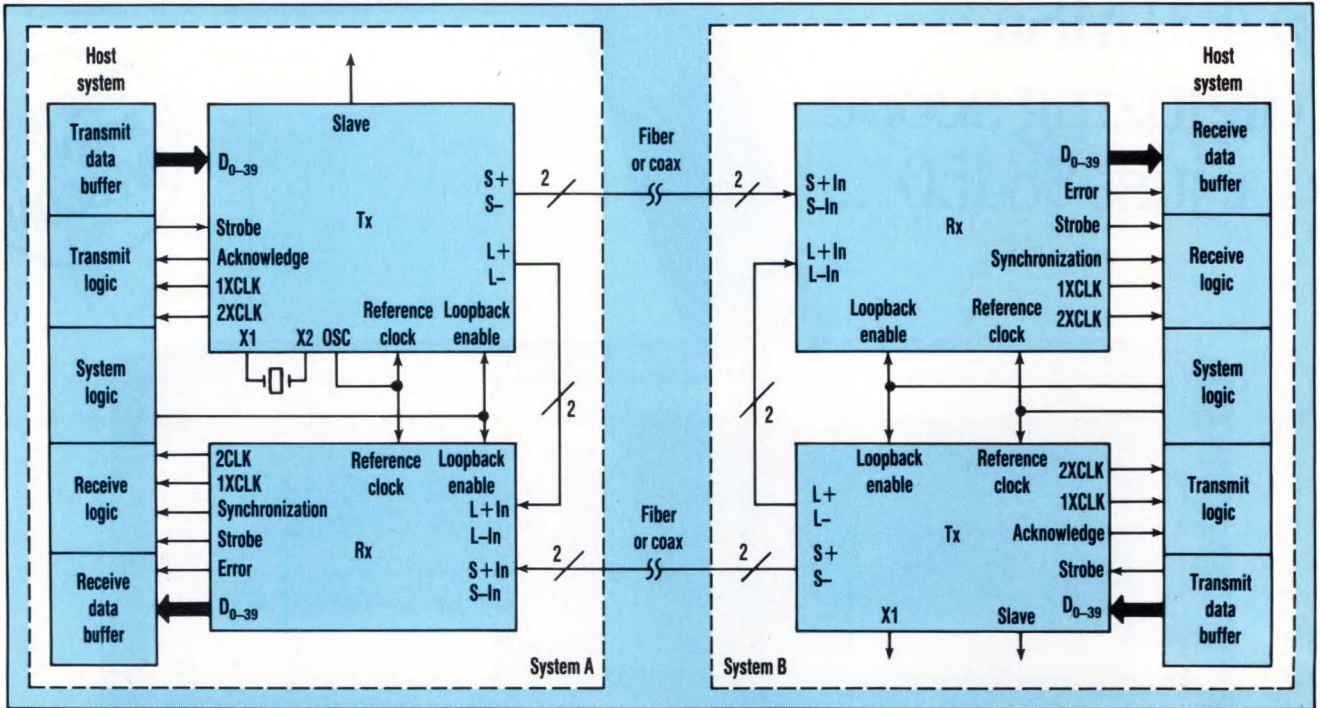 Host
system
Transmit
data
buffer
Transmit
logic
System
logic
Receive
logic
Receive
data
buffer
Slave
D0–39
S+
S–
Tx
Strobe
Acknowledge
L+
L–
1XCLK
2XCLK
Reference
clock
Loopback
enable
X1
X2
OSC
2
2CLK
1XCLK
Synchronization
Strobe
Error
D0–39
Reference
clock
Loopback
enable
L+In
L–In
Rx
S+In
S–In
System A
2
Fiber
or coax
2
2
Fiber
or coax
2
Host
system
S+In
S–In
L+In
L–In
Rx
D0–39
Error
Strobe
Synchronization
1XCLK
2XCLK
Loopback
enable
Reference
clock
Receive
data
buffer
Receive
logic
System
logic
Transmit
logic
Transmit
data
buffer
2
Loopback
enable
Reference
clock
2XCLK
1XCLK
Acknowledge
Strobe
D0–39
L+
L–
Tx
S+
S–
X1
Slave
System B